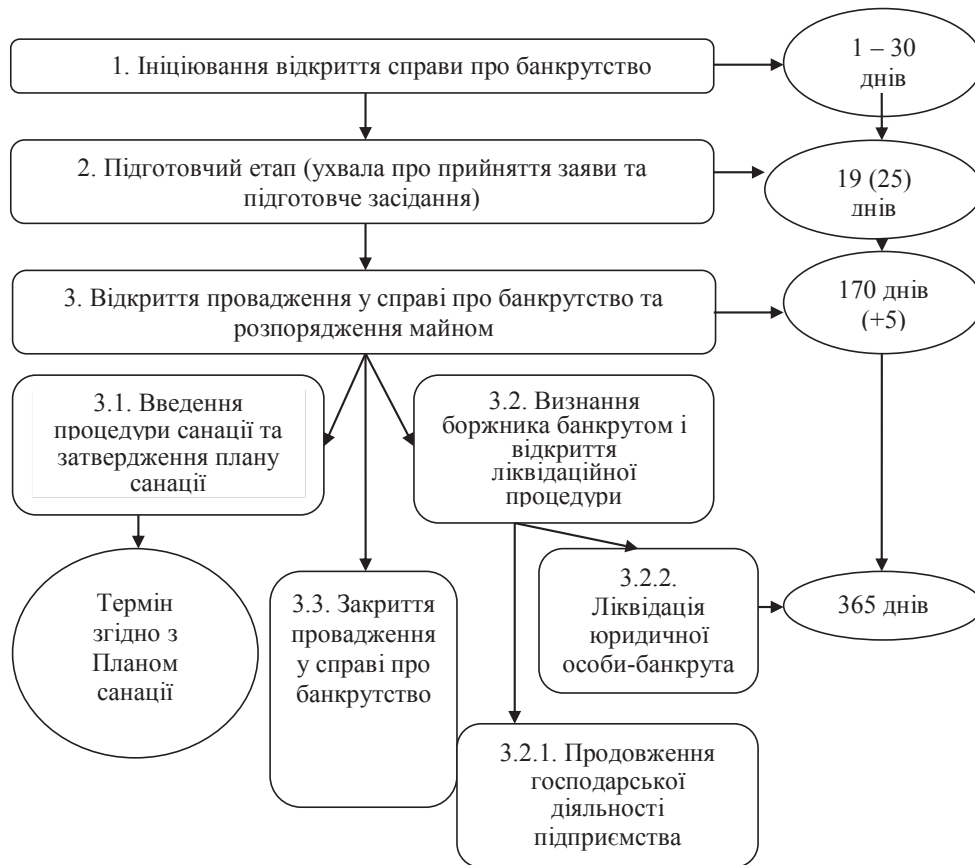 1. Ініціювання відкриття справи про банкрутство
1 – 30
днів
2. Підготовчий етап (ухвала про прийняття заяви та
підготовче засідання)
19 (25)
днів
3. Відкриття провадження у справі про банкрутство та
розпорядження майном
170 днів
(+5)
3.1. Введення
процедури санації та
затвердження плану
санації
3.2. Визнання
боржника банкрутом і
відкриття
ліквідаційної
процедури
Термін
згідно з
Планом
санації
3.3. Закриття
провадження
у справі про
банкрутство
3.2.2.
Ліквідація
юридичної
особи-банкрута
365 днів
3.2.1. Продовження
господарської
діяльності
підприємства